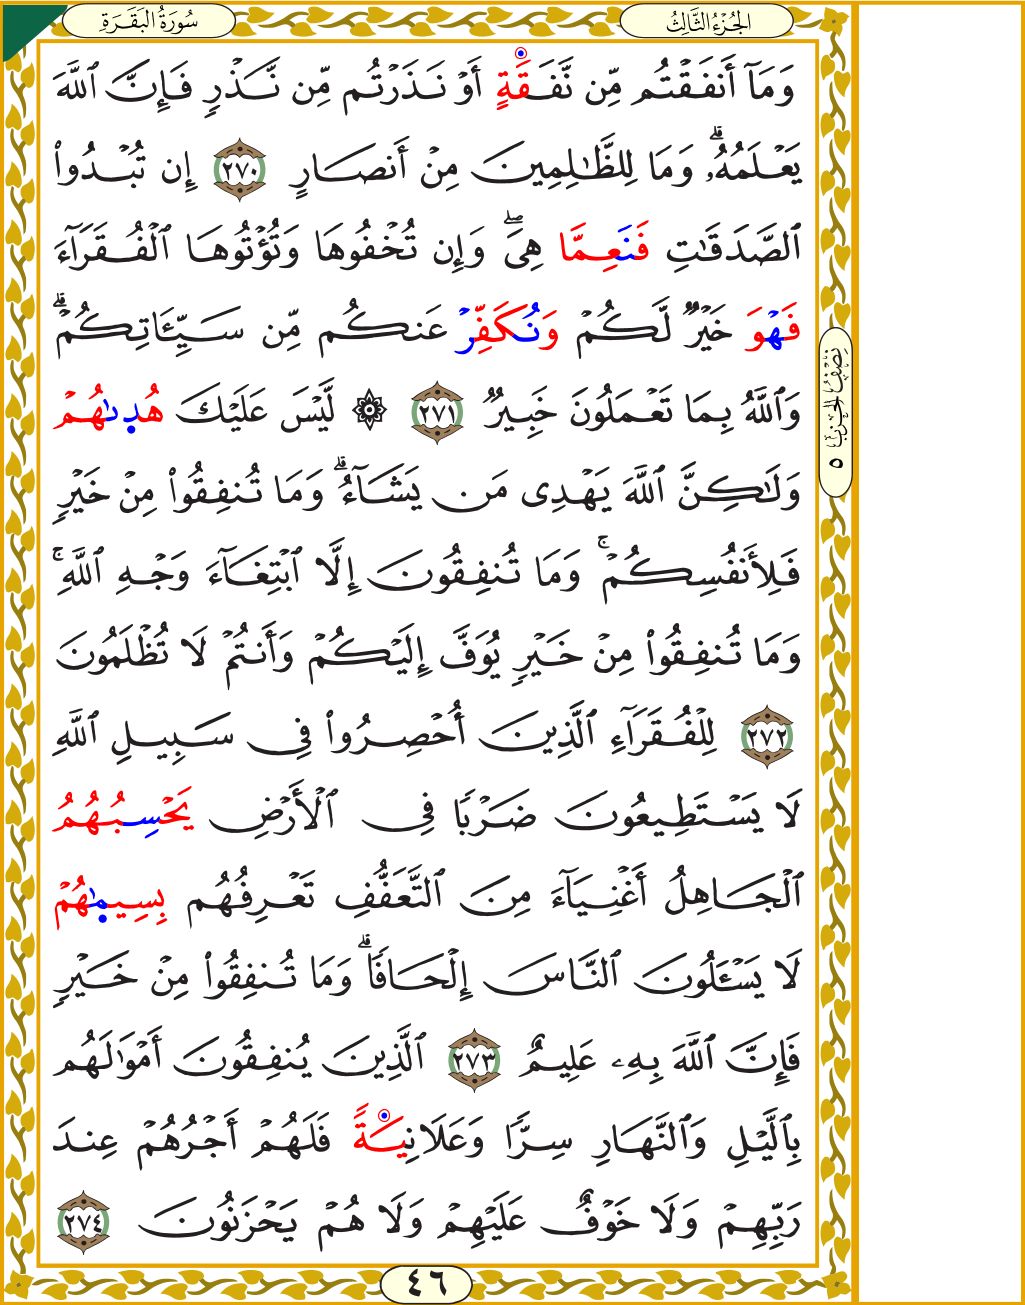 الجُزْءُ الثَّالِثُ
سُورَةُ البَقَرَةِ
وَمَآ أَنفَقْتُم مِّن نَّفَقَةٍ أَوْ نَذَرْتُم مِّن نَّذْرٍ فَإِنَّ ٱللَّهَ
يَعْلَمُهُۥۗ وَمَا لِلظَّٰلِمِينَ مِنْ أَنصَارٍ ٢٧٠ إِن تُبْدُواْ
ٱلصَّدَقَٰتِ فَنَعِمَّا هِيَۖ وَإِن تُخْفُوهَا وَتُؤْتُوهَا ٱلْفُقَرَآءَ
فَهْوَ خَيْرٌ لَّكُمْ وَنُكَفِّرْ عَنكُم مِّن سَيِّـَٔاتِكُمْۗ
وَٱللَّهُ بِمَا تَعْمَلُونَ خَبِيرٌ ٢٧١ ۞ لَّيْسَ عَلَيْكَ هُدٜىٰهُمْ
وَلَٰكِنَّ ٱللَّهَ يَهْدِى مَن يَشَآءُۗ وَمَا تُنفِقُواْ مِنْ خَيْرٍ
فَلِأَنفُسِكُمْۚ وَمَا تُنفِقُونَ إِلَّا ٱبْتِغَآءَ وَجْهِ ٱللَّهِۚ
وَمَا تُنفِقُواْ مِنْ خَيْرٍ يُوَفَّ إِلَيْكُمْ وَأَنتُمْ لَا تُظْلَمُونَ
٢٧٢ لِلْفُقَرَآءِ ٱلَّذِينَ أُحْصِرُواْ فِى سَبِيلِ ٱللَّهِ
لَا يَسْتَطِيعُونَ ضَرْبًا فِى ٱلْأَرْضِ يَحْسِبُهُمُ
ٱلْجَاهِلُ أَغْنِيَآءَ مِنَ ٱلتَّعَفُّفِ تَعْرِفُهُم بِسِيمٜىٰهُمْ
لَا يَسْـَٔلُونَ ٱلنَّاسَ إِلْحَافًاۗ وَمَا تُنفِقُواْ مِنْ خَيْرٍ
فَإِنَّ ٱللَّهَ بِهِۦ عَلِيمٌ ٢٧٣ ٱلَّذِينَ يُنفِقُونَ أَمْوَٰلَهُم
بِٱلَّيْلِ وَٱلنَّهَارِ سِرًّا وَعَلَانِيَةً فَلَهُمْ أَجْرُهُمْ عِندَ
رَبِّهِمْ وَلَا خَوْفٌ عَلَيْهِمْ وَلَا هُمْ يَحْزَنُونَ ٢٧٤
نِصْفُ الحِزْبِ ٥
٤٦